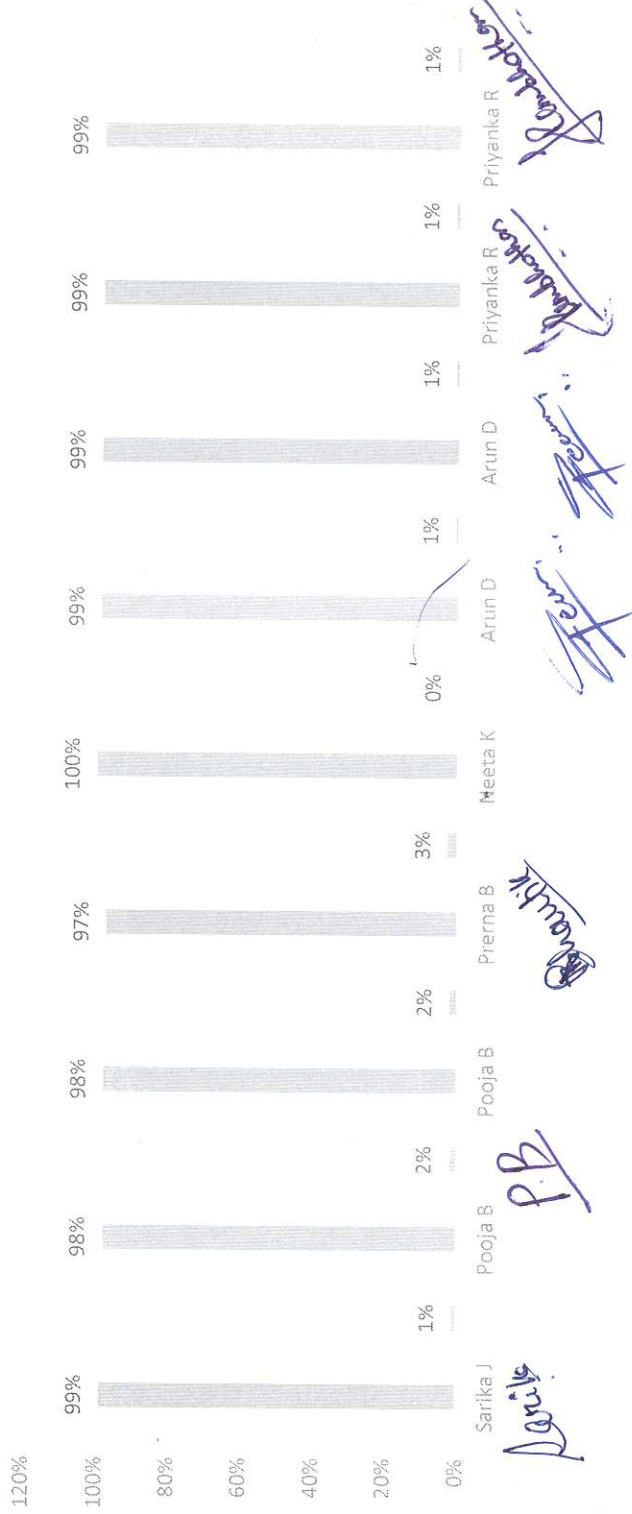 120%
100%
80%
60%
40%
20%
0%
99% 1% 98% 2% 98% 2% 97% 3% 100% 0% 99% 1% 99% 1% 99% 1% 99% 1%
Sarika J Pooja B Pooja B Prerna B Neeta K Arun D Arun D Priyanka R Priyanka R
Sarika P.B